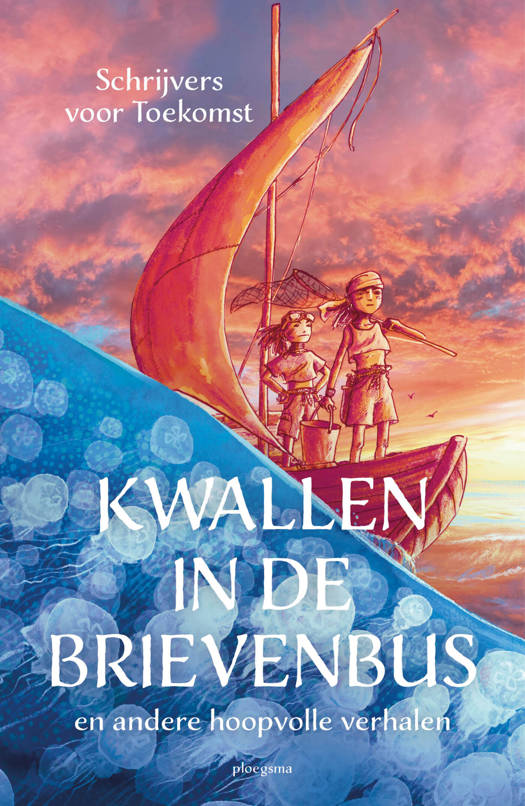 Schrijvers
voor Toekomst
KWALLEN
IN DE
BRIEVENBUS
en andere hoopvolle verhalen
ploegsma